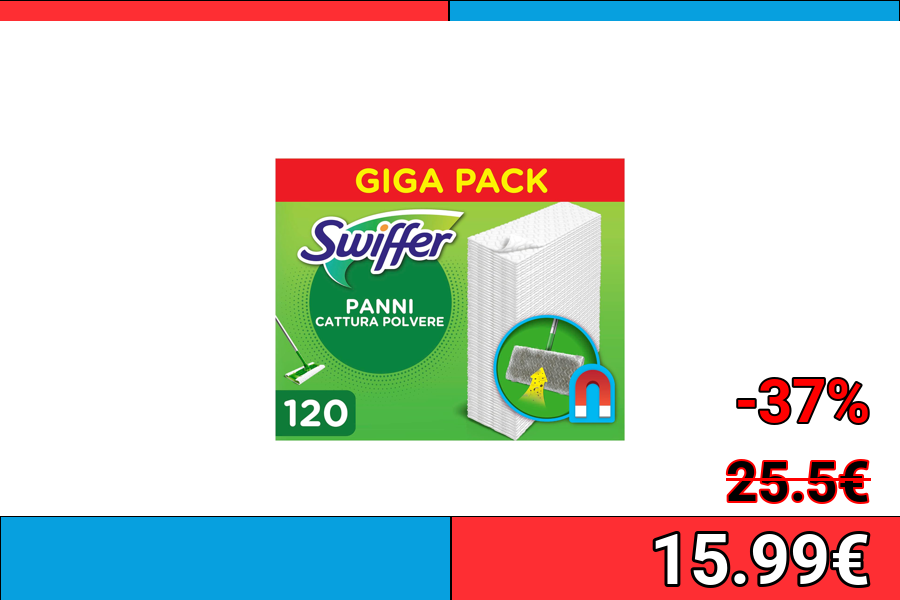 GIGA PACK
Swiffer
PANNI
CATTURA POLVERE
120
-37%
25.5€
15.99€